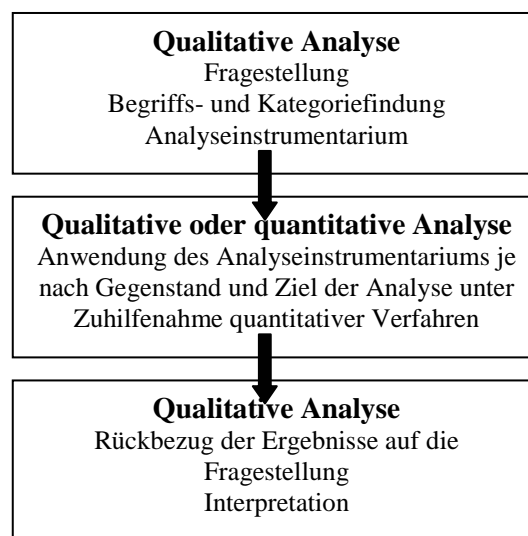 Qualitative Analyse
Fragestellung
Begriffs- und Kategoriefindung
Analyseinstrumentarium
Qualitative oder quantitative Analyse
Anwendung des Analyseinstrumentariums je
nach Gegenstand und Ziel der Analyse unter
Zuhilfenahme quantitativer Verfahren
Qualitative Analyse
Rückbezug der Ergebnisse auf die
Fragestellung
Interpretation